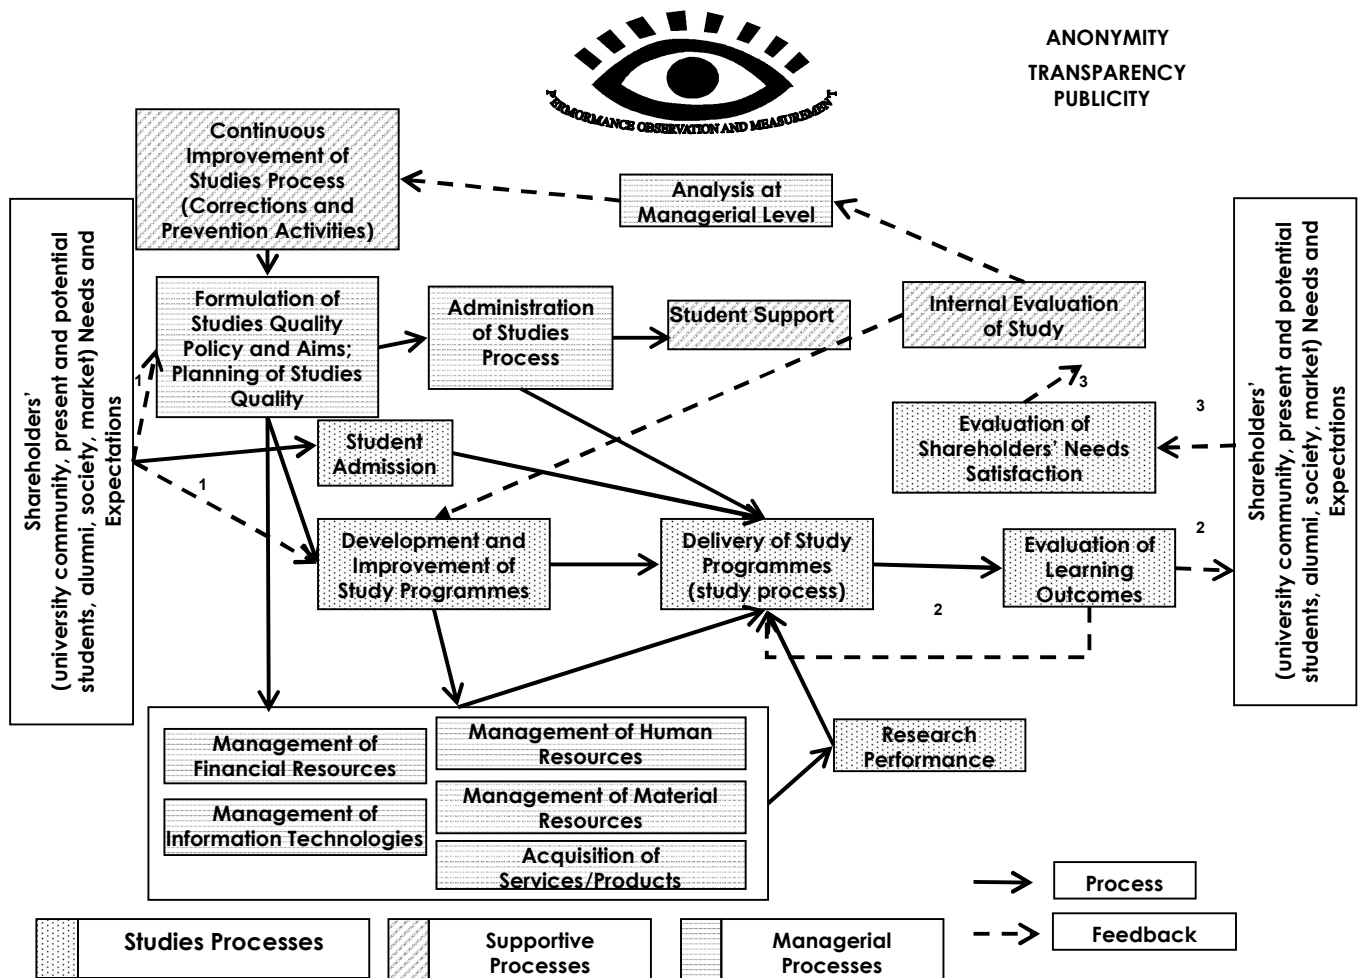 ANONYMITY
TRANSPARENCY
PUBLICITY
PERMORMANCE OBSERVATION AND MEASUREMENT
Continuous
Improvement of
Studies Process
(Corrections and
Prevention Activities)
Analysis at
Managerial Level
Shareholders'
(university community, present and potential
students, alumni, society, market) Needs and
Expectations
Formulation of
Studies Quality
Policy and Aims;
Planning of Studies
Quality
Administration
of Studies
Process
Student Support
Internal Evaluation
of Study
Shareholders'
(university community, present and potential
students, alumni, society, market) Needs and
Expectations
1
3
3
Student
Admission
Evaluation of
Shareholders' Needs
Satisfaction
1
Development and
Improvement of
Study Programmes
Delivery of Study
Programmes
(study process)
Evaluation of
Learning
Outcomes
2
2
Management of
Financial Resources
Management of Human
Resources
Research
Performance
Management of
Information Technologies
Management of Material
Resources
Acquisition of
Services/Products
Process
Feedback
Studies Processes
Supportive
Processes
Managerial
Processes